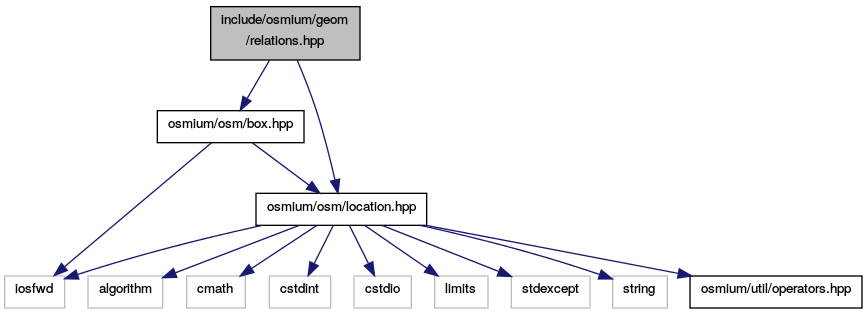 include/osmium/geom
/relations.hpp
osmium/osm/box.hpp
osmium/osm/location.hpp
iosfwd
algorithm
cmath
cstdint
cstdio
limits
stdexcept
string
osmium/util/operators.hpp